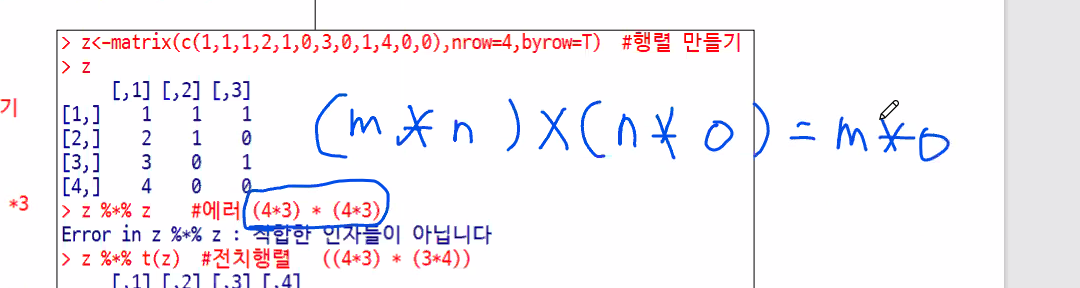 > z<-matrix(c(1,1,1,2,1,0,3,0,1,4,0,0),nrow=4,byrow=T)  #행렬 만들기
> z
[,1] [,2] [,3]
기
[1,] 1 1 1
[2,] 2 1 0
[3,] 3 0 1
[4,] 4 0 0
(m * n) X (n * o) = m * o
*3
> z %*% z  #에러 (4*3) * (4*3)
Error in z %*% z : 적합한 인자들이 아닙니다
> z %*% t(z)  #전치행렬  ((4*3) * (3*4))
[,1] [,2] [,3] [,4]